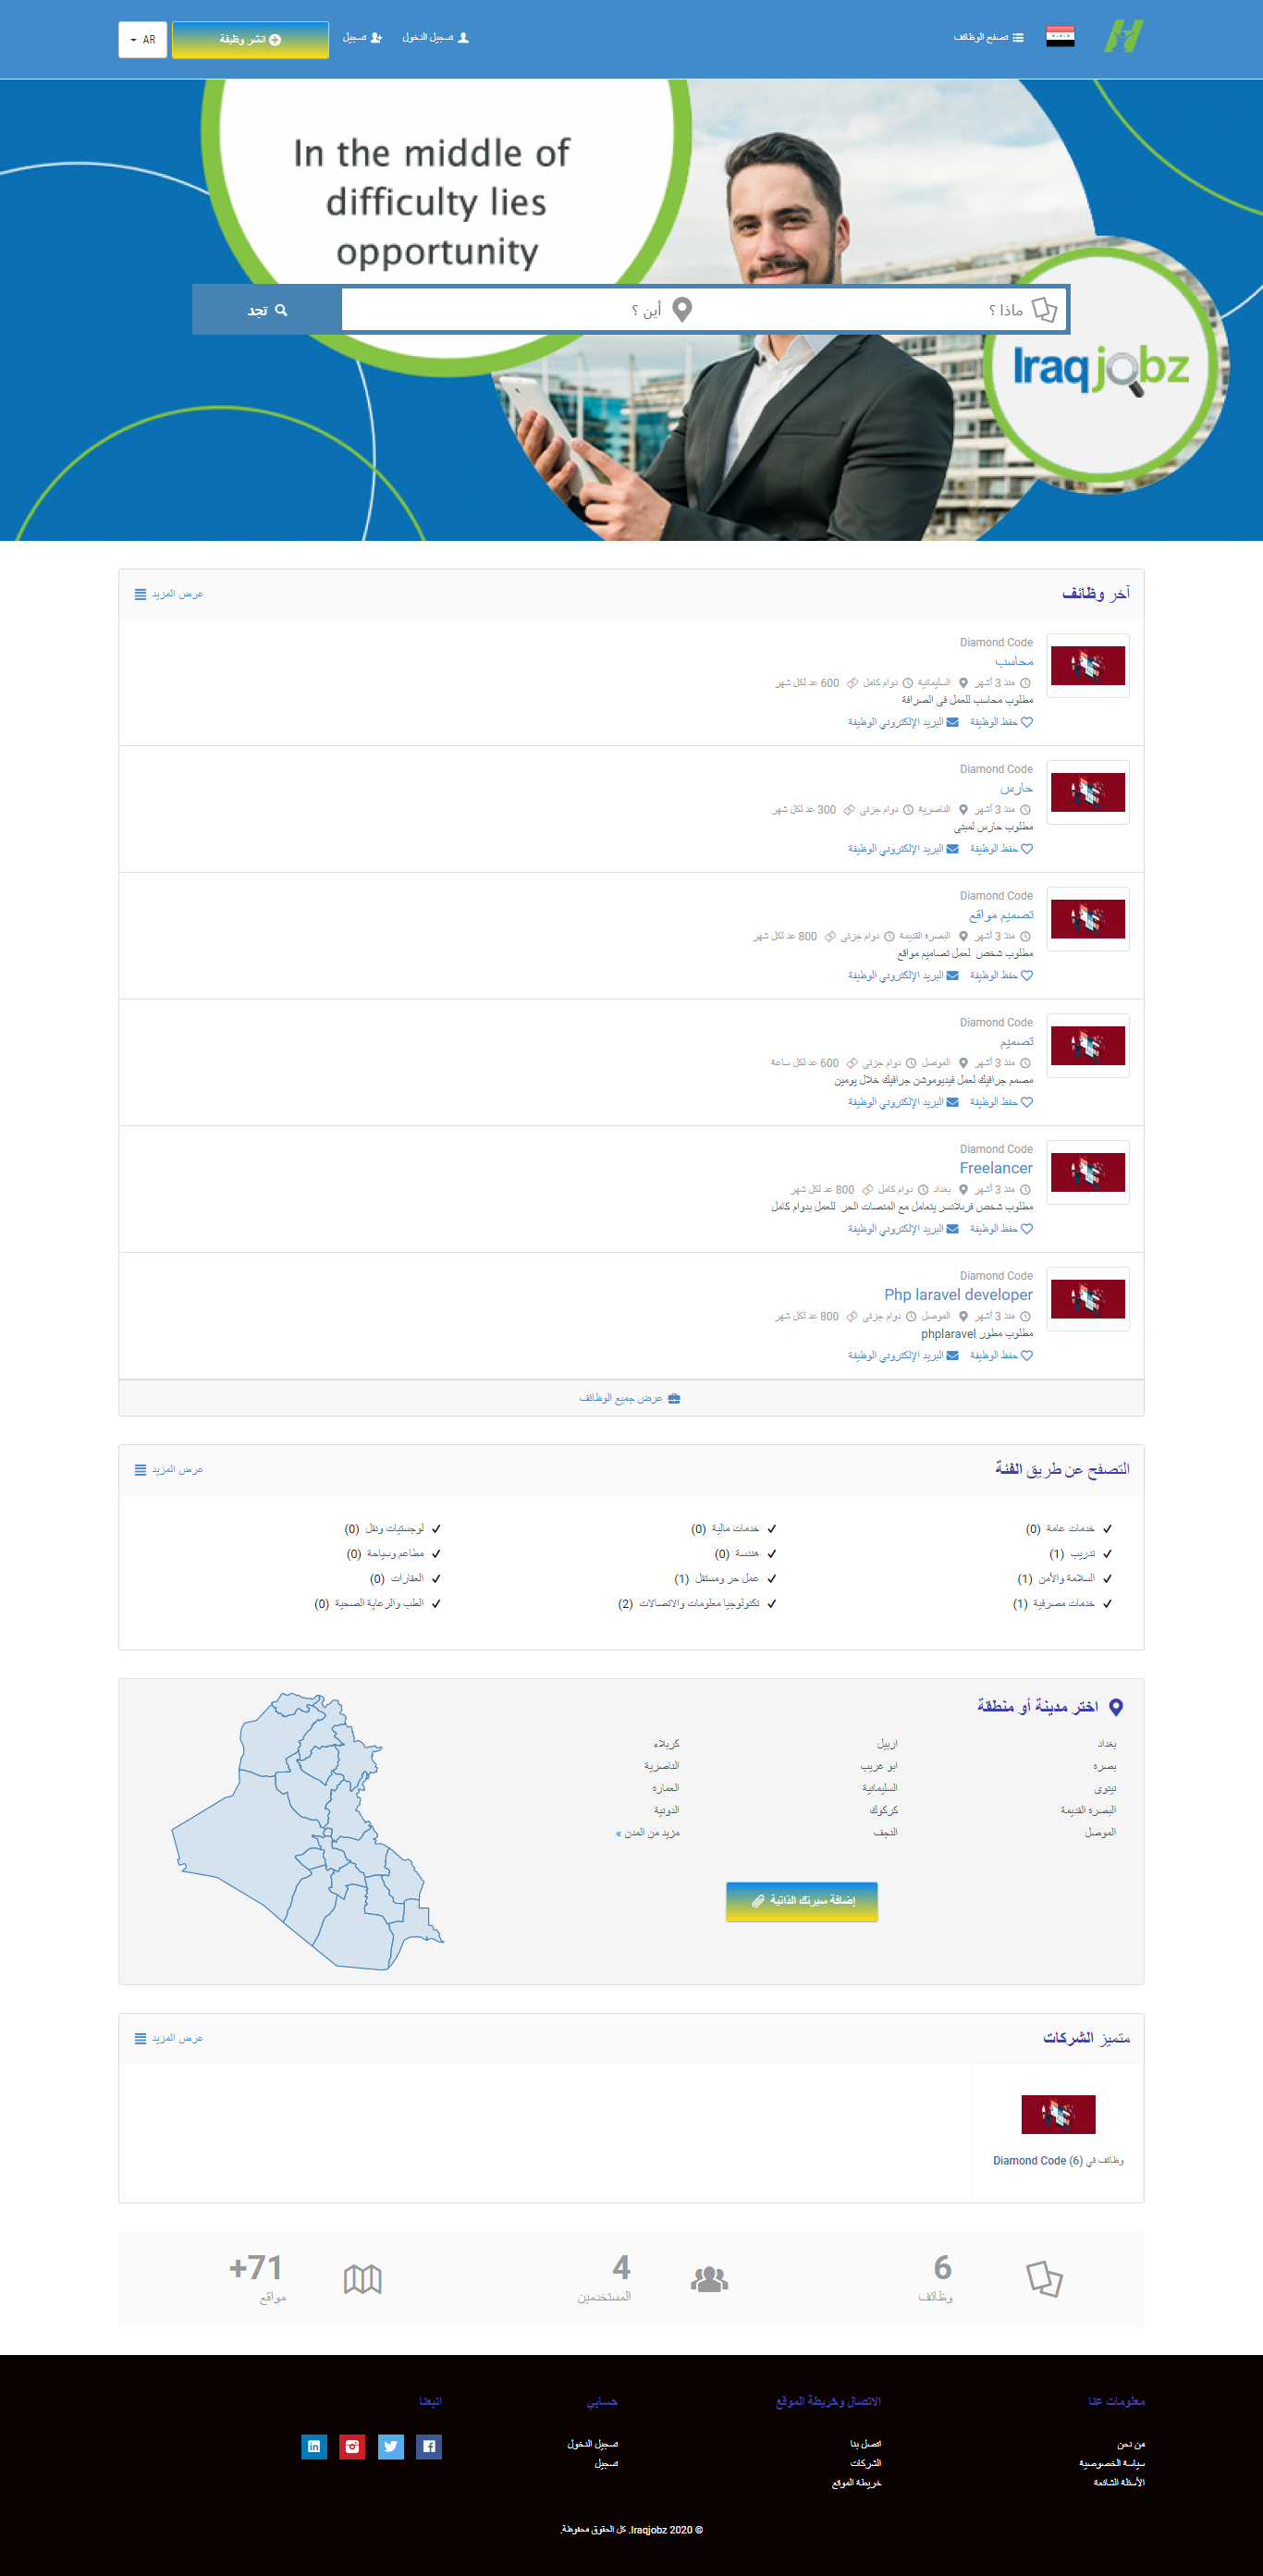 تصفح الوظائف
تسجيل الدخول
تسجيل
انشر وظيفة
AR
In the middle of
difficulty lies
opportunity
ماذا ؟
أين ؟
تجد
Iraqjobz
آخر وظائف
عرض المزيد
Diamond Code
محاسب
منذ 3 أشهر السليمانية دوام كامل 600 عد لكل شهر
مطلوب محاسب للعمل فى الصرافة
حفظ الوظيفة البريد الإلكتروني الوظيفة
Diamond Code
حارس
منذ 3 أشهر الناصرية دوام جزئى 300 عد لكل شهر
مطلوب حارس لمبنى
حفظ الوظيفة البريد الإلكتروني الوظيفة
Diamond Code
تصميم مواقع
منذ 3 أشهر البصرة القديمة دوام جزئى 800 عد لكل شهر
مطلوب شخص لعمل تصاميم مواقع
حفظ الوظيفة البريد الإلكتروني الوظيفة
Diamond Code
تصميم
منذ 3 أشهر الموصل دوام جزئى 600 عد لكل ساعة
مصمم جرافيك لعمل فيديوموشن جرافيك خلال يومين
حفظ الوظيفة البريد الإلكتروني الوظيفة
Diamond Code
Freelancer
منذ 3 أشهر بغداد دوام كامل 800 عد لكل شهر
مطلوب شخص فريلانسر يتعامل مع المنصات الحر للعمل بدوام كامل
حفظ الوظيفة البريد الإلكتروني الوظيفة
Diamond Code
Php laravel developer
منذ 3 أشهر الموصل دوام جزئى 800 عد لكل شهر
مطلوب مطور phplaravel
حفظ الوظيفة البريد الإلكتروني الوظيفة
عرض جميع الوظائف
التصفح عن طريق الفئة
عرض المزيد
خدمات عامة (0)
خدمات مالية (0)
لوجستيات ونقل (0)
تدريب (1)
هندسة (0)
مطاعم وسياحة (0)
السلامة والأمن (1)
عمل حر ومستقل (1)
العقارات (0)
خدمات مصرفية (1)
تكنولوجيا معلومات والاتصالات (2)
الطب والرعاية الصحية (0)
اختر مدينة أو منطقة
بغداد
اربيل
كربلاء
بصرة
ابو غريب
الناصرية
نينوى
السليمانية
العمارة
البصرة القديمة
كركوك
الدونية
الموصل
النجف
مزيد من المدن »
إضافة سيرتك الذاتية
متميز الشركات
عرض المزيد
وظائف في Diamond Code (6)
6
وظائف
4
المستخدمين
71+
مواقع
معلومات عنا
من نحن
سياسة الخصوصية
الأسئلة الشائعة
الاتصال وخريطة الموقع
اتصل بنا
الشركات
خريطة الموقع
حسابي
تسجيل الدخول
تسجيل
اتبعنا
© 2020 Iraqjobz. كل الحقوق محفوظة.